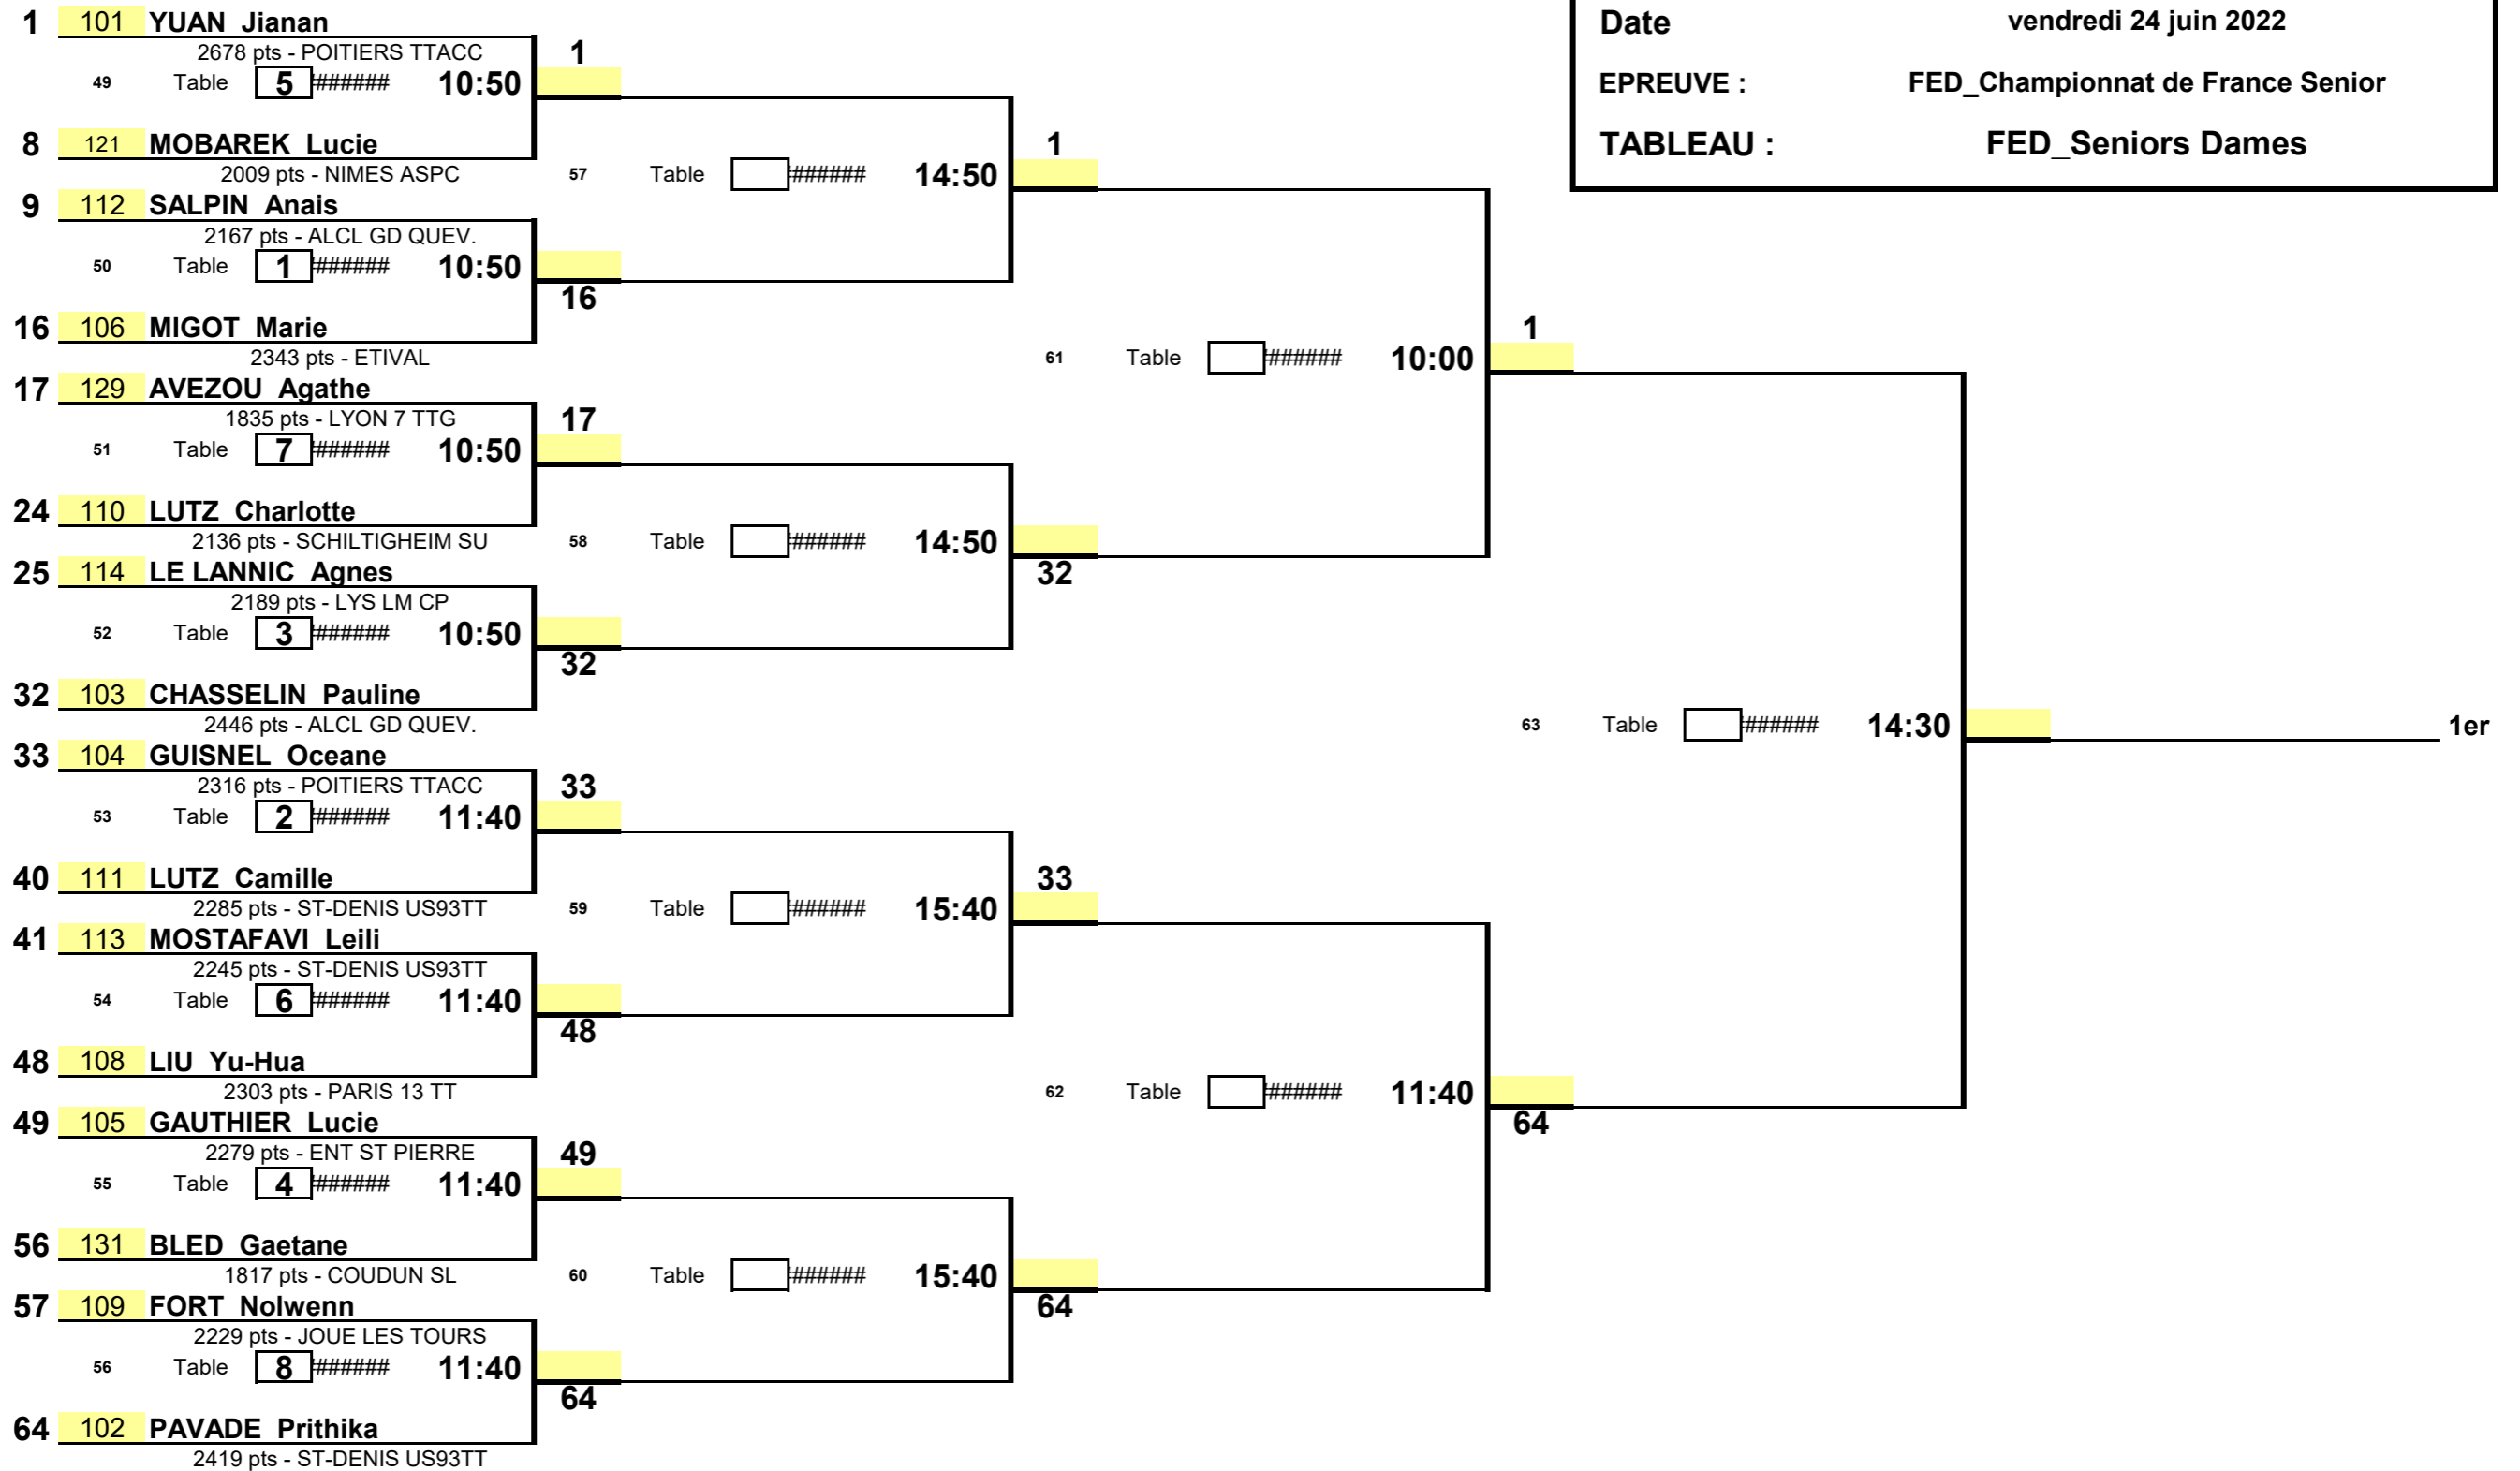 Date vendredi 24 juin 2022
EPREUVE : FED_Championnat de France Senior
TABLEAU : FED_Seniors Dames
1 101 YUAN Jianan
2678 pts - POITIERS TTACC
1
49 Table 5 ###### 10:50
8 121 MOBAREK Lucie
2009 pts - NIMES ASPC
1
57 Table ###### 14:50
9 112 SALPIN Anais
2167 pts - ALCL GD QUEV.
50 Table 1 ###### 10:50
16
16 106 MIGOT Marie
2343 pts - ETIVAL
1
61 Table ###### 10:00
17 129 AVEZOU Agathe
1835 pts - LYON 7 TTG
17
51 Table 7 ###### 10:50
24 110 LUTZ Charlotte
2136 pts - SCHILTIGHEIM SU
58 Table ###### 14:50
32
25 114 LE LANNIC Agnes
2189 pts - LYS LM CP
52 Table 3 ###### 10:50
32
32 103 CHASSELIN Pauline
2446 pts - ALCL GD QUEV.
63 Table ###### 14:30 1er
33 104 GUISNEL Oceane
2316 pts - POITIERS TTACC
33
53 Table 2 ###### 11:40
40 111 LUTZ Camille
2285 pts - ST-DENIS US93TT
33
59 Table ###### 15:40
41 113 MOSTAFAVI Leili
2245 pts - ST-DENIS US93TT
54 Table 6 ###### 11:40
48
48 108 LIU Yu-Hua
2303 pts - PARIS 13 TT
62 Table ###### 11:40
64
49 105 GAUTHIER Lucie
2279 pts - ENT ST PIERRE
49
55 Table 4 ###### 11:40
56 131 BLED Gaetane
1817 pts - COUDUN SL
60 Table ###### 15:40
64
57 109 FORT Nolwenn
2229 pts - JOUE LES TOURS
56 Table 8 ###### 11:40
64
64 102 PAVADE Prithika
2419 pts - ST-DENIS US93TT